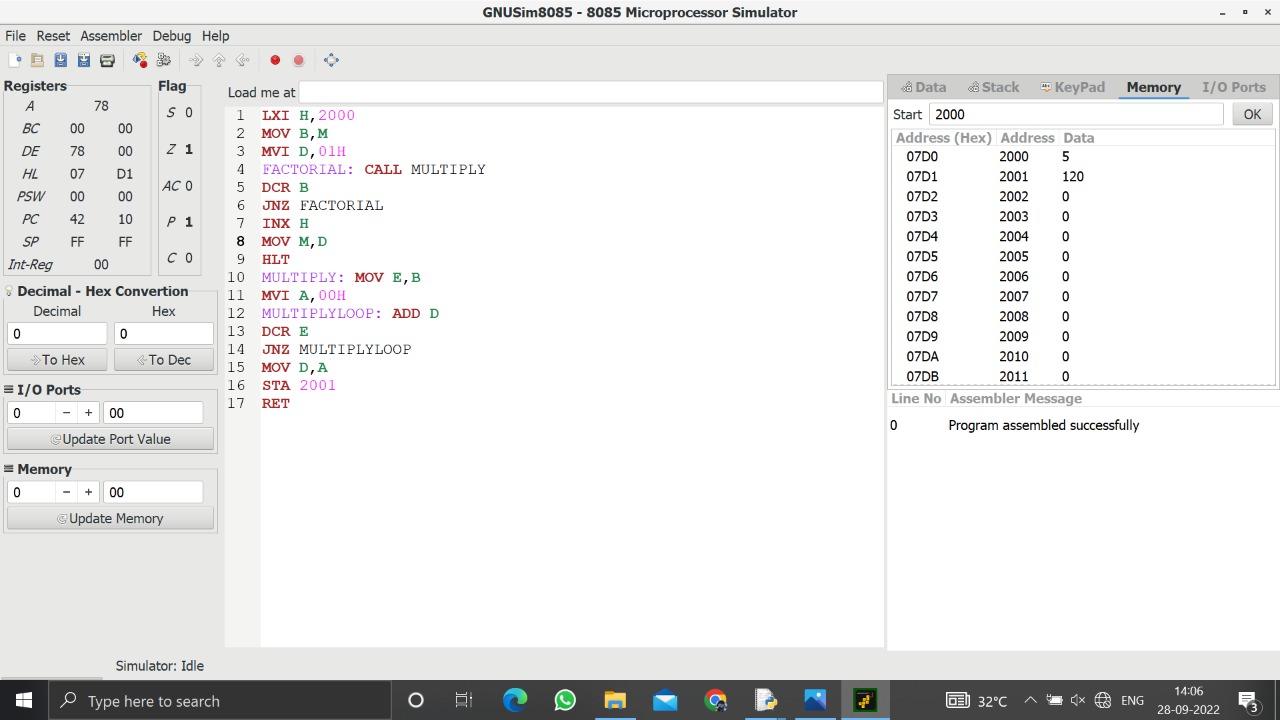 GNUSim8085 - 8085 Microprocessor Simulator
File Reset Assembler Debug Help
Registers
A 78
BC 00 00
DE 78 00
HL 07 D1
PSW 00 00
PC 42 10
SP FF FF
Int-Reg 00
Flag
S 0
Z 1
AC 0
P 1
C 0
Decimal - Hex Convertion
Decimal Hex
0 0
To Hex To Dec
I/O Ports
0 − + 00
Update Port Value
Memory
0 − + 00
Update Memory
Simulator: Idle
Load me at
1 LXI H,2000
2 MOV B,M
3 MVI D,01H
4 FACTORIAL: CALL MULTIPLY
5 DCR B
6 JNZ FACTORIAL
7 INX H
8 MOV M,D
9 HLT
10 MULTIPLY: MOV E,B
11 MVI A,00H
12 MULTIPLYLOOP: ADD D
13 DCR E
14 JNZ MULTIPLYLOOP
15 MOV D,A
16 STA 2001
17 RET
Data Stack KeyPad Memory I/O Ports
Start 2000 OK
Address (Hex) Address Data
07D0 2000 5
07D1 2001 120
07D2 2002 0
07D3 2003 0
07D4 2004 0
07D5 2005 0
07D6 2006 0
07D7 2007 0
07D8 2008 0
07D9 2009 0
07DA 2010 0
07DB 2011 0
Line No Assembler Message
0 Program assembled successfully
Type here to search
32°C ENG
14:06
28-09-2022
3